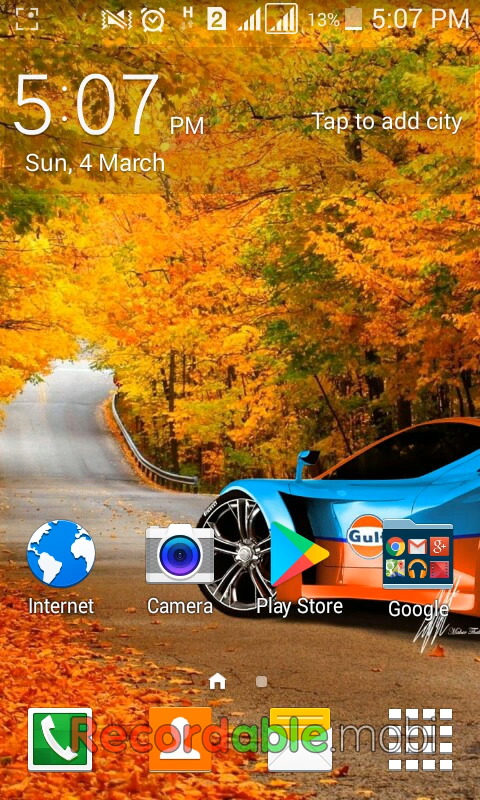 H 2 13% 5:07 PM
5:07 PM
Tap to add city
Sun, 4 March
Gulf
Internet
Camera
Play Store
Google
Recordable.mobi